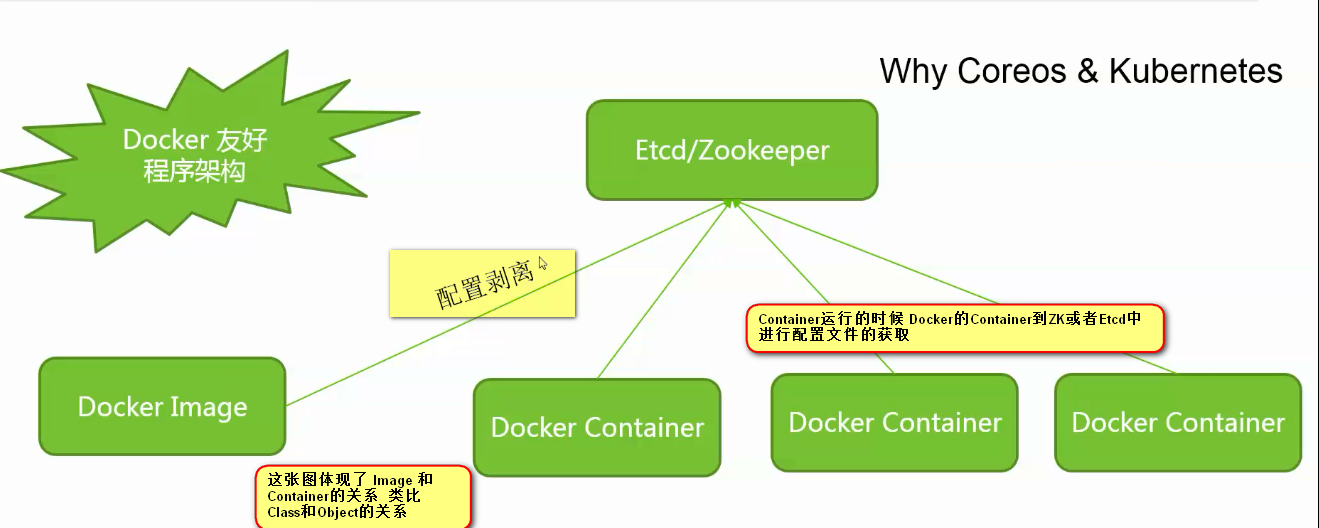 Why Coreos & Kubernetes
Docker 友好
程序架构
Etcd/Zookeeper
配置剥离
Container运行的时候 Docker的Container到ZK或者Etcd中
进行配置文件的获取
Docker Image
Docker Container
Docker Container
Docker Container
这张图体现了 Image 和
Container的关系 类比
Class和Object的关系